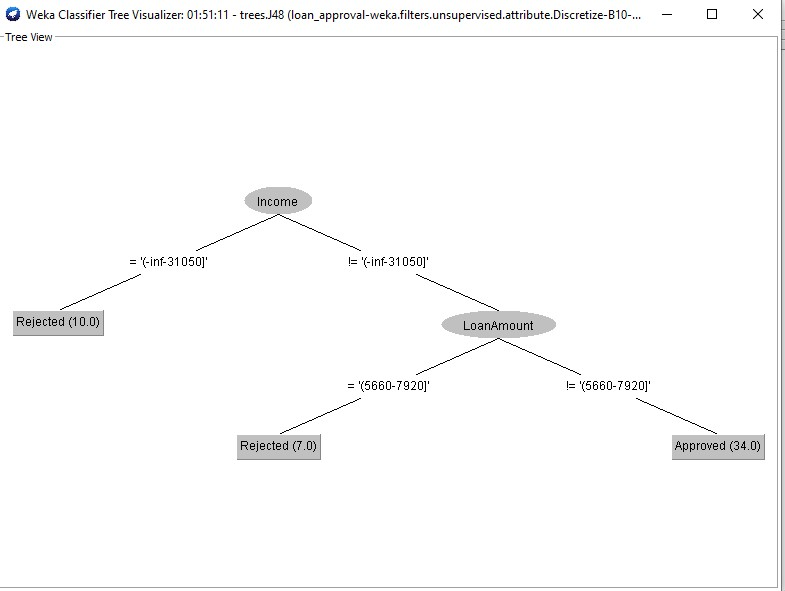 Weka Classifier Tree Visualizer: 01:51:11 - trees.J48 (loan_approval-weka.filters.unsupervised.attribute.Discretize-B10-...
Tree View
Income
= '(-inf-31050]'
!= '(-inf-31050]'
Rejected (10.0)
LoanAmount
= '(5660-7920]'
!= '(5660-7920]'
Rejected (7.0)
Approved (34.0)